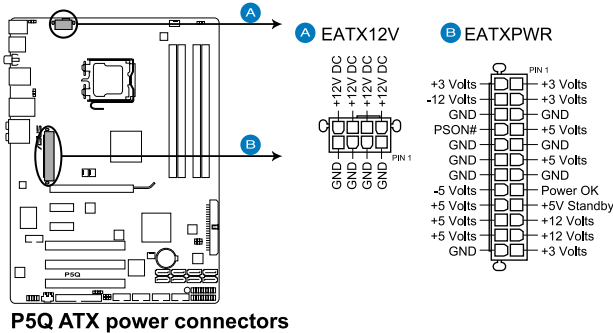 A
B
P5Q
A EATX12V
+12V DC
+12V DC
+12V DC
+12V DC
GND
GND
GND
GND
PIN 1
B EATXPWR
PIN 1
+3 Volts +3 Volts
-12 Volts +3 Volts
GND GND
PSON# +5 Volts
GND GND
GND +5 Volts
GND GND
-5 Volts Power OK
+5 Volts +5V Standby
+5 Volts +12 Volts
+5 Volts +12 Volts
GND +3 Volts
P5Q ATX power connectors